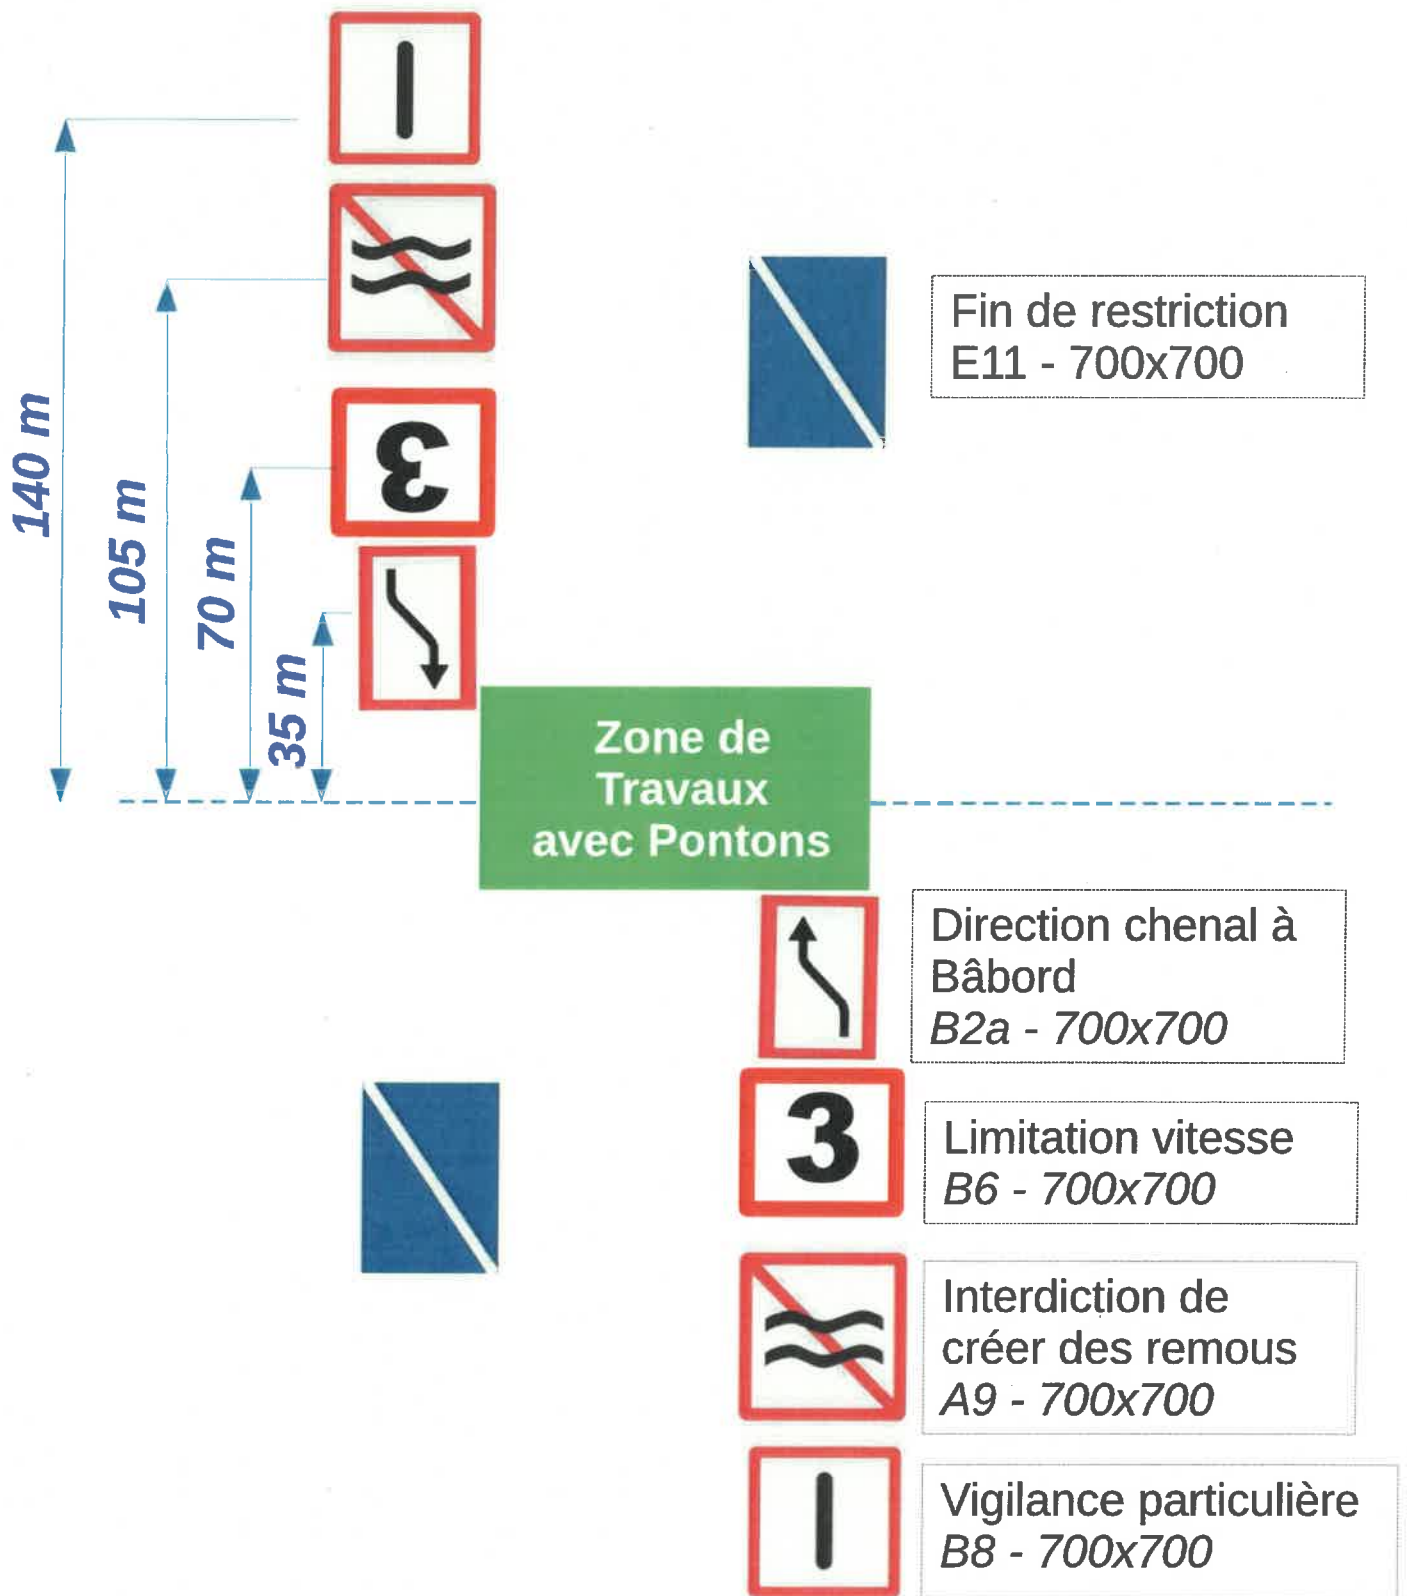 140 m
105 m
70 m
35 m
3
Fin de restriction
E11 - 700x700
Zone de
Travaux
avec Pontons
Direction chenal à
Bâbord
B2a - 700x700
3
Limitation vitesse
B6 - 700x700
Interdiction de
créer des remous
A9 - 700x700
Vigilance particulière
B8 - 700x700